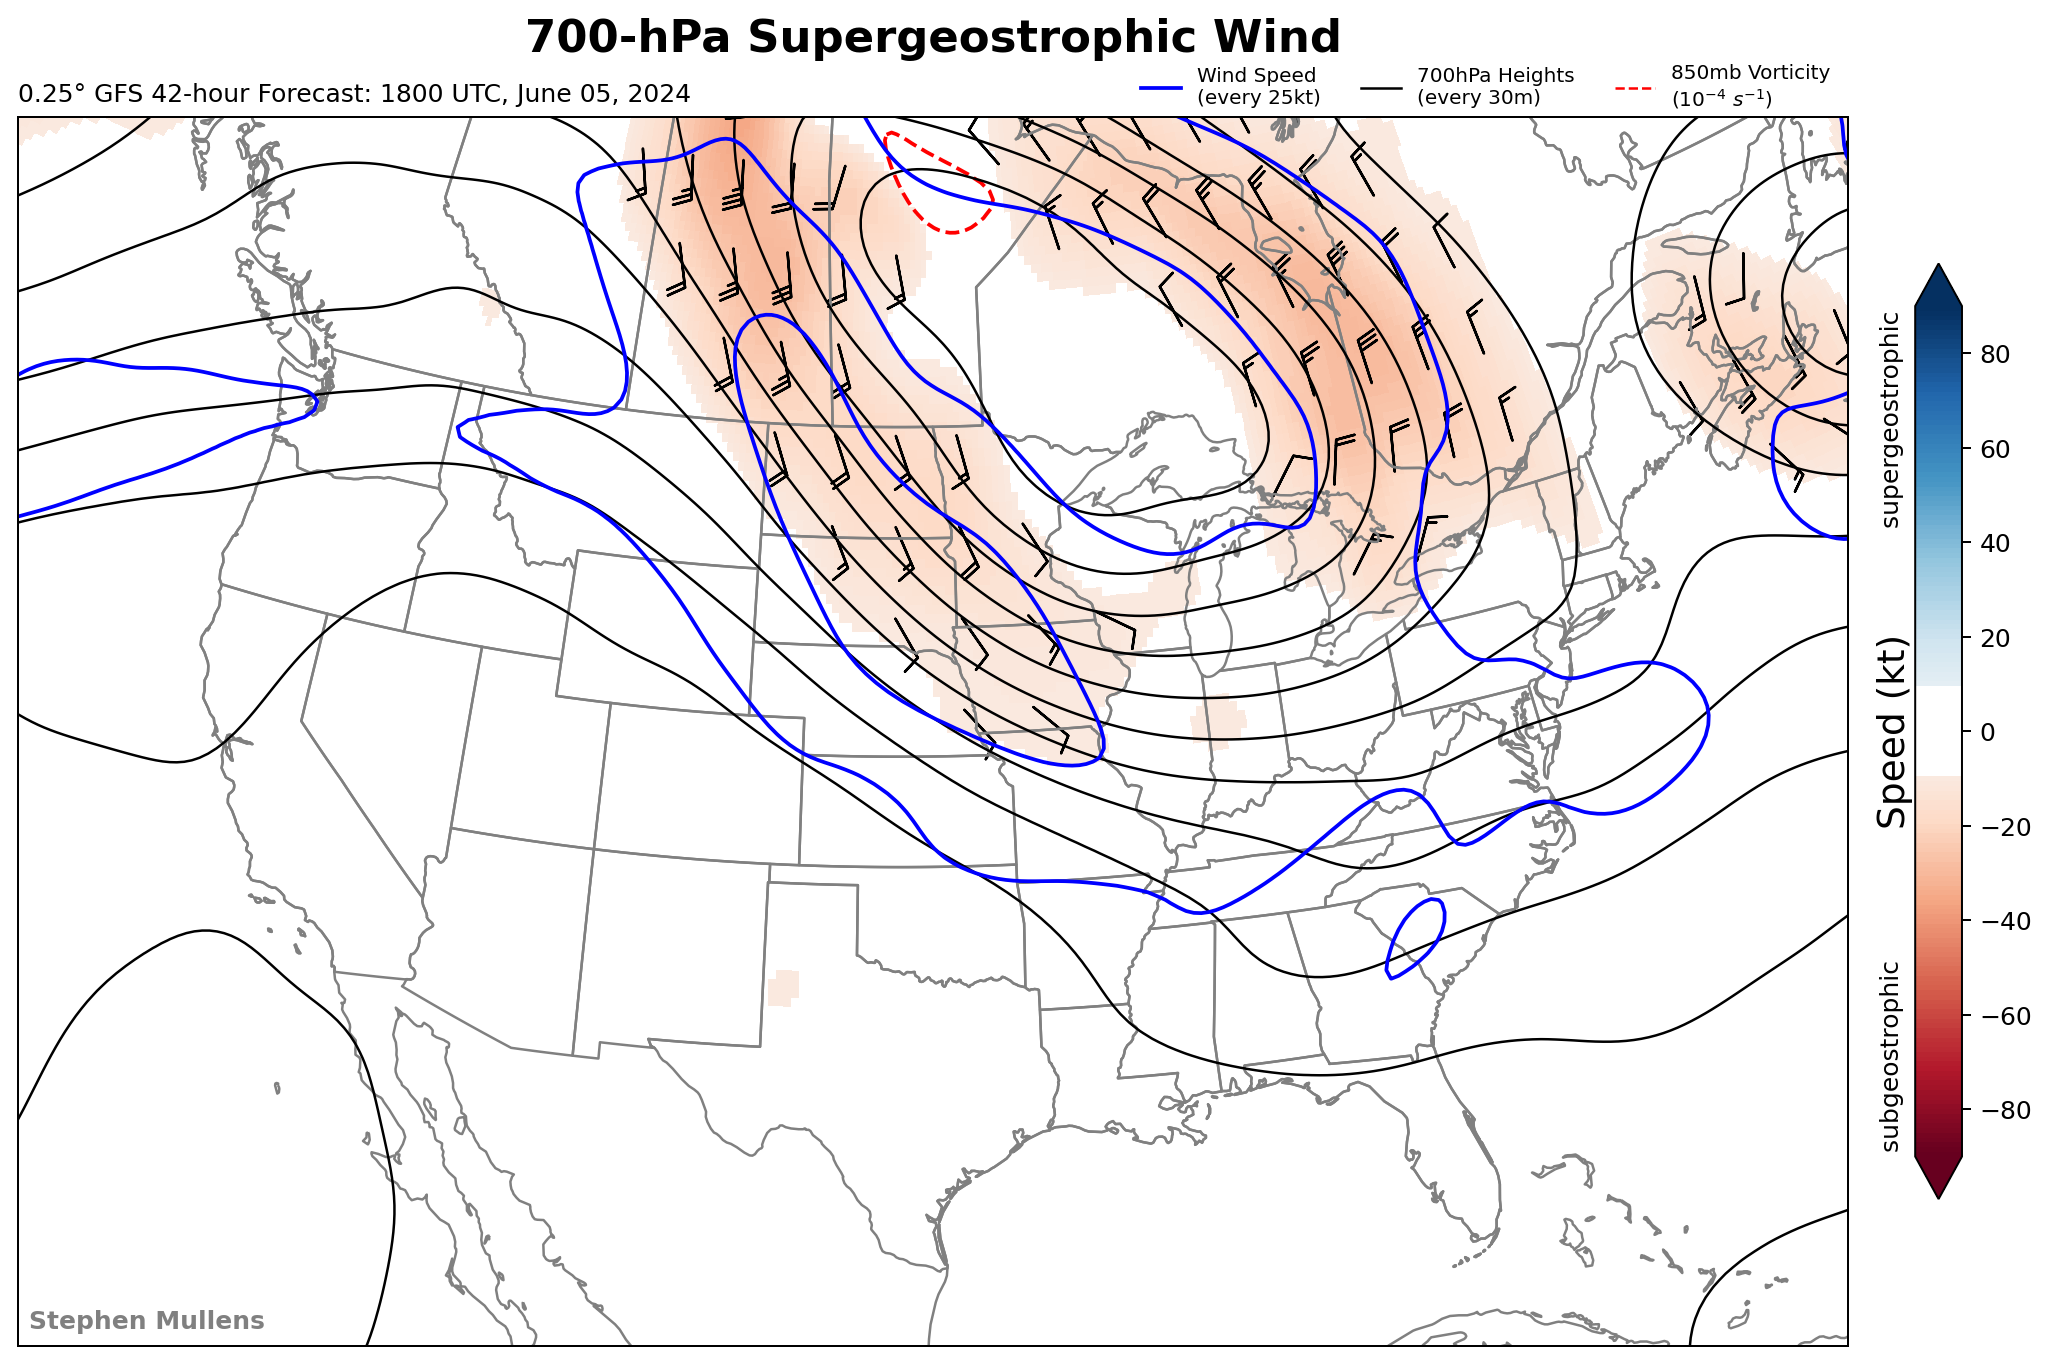 700-hPa Supergeostrophic Wind
0.25° GFS 42-hour Forecast: 1800 UTC, June 05, 2024
Wind Speed
(every 25kt)
700hPa Heights
(every 30m)
850mb Vorticity
(10⁻⁴ s⁻¹)
supergeostrophic
Speed (kt)
subgeostrophic
80
60
40
20
0
−20
−40
−60
−80
Stephen Mullens